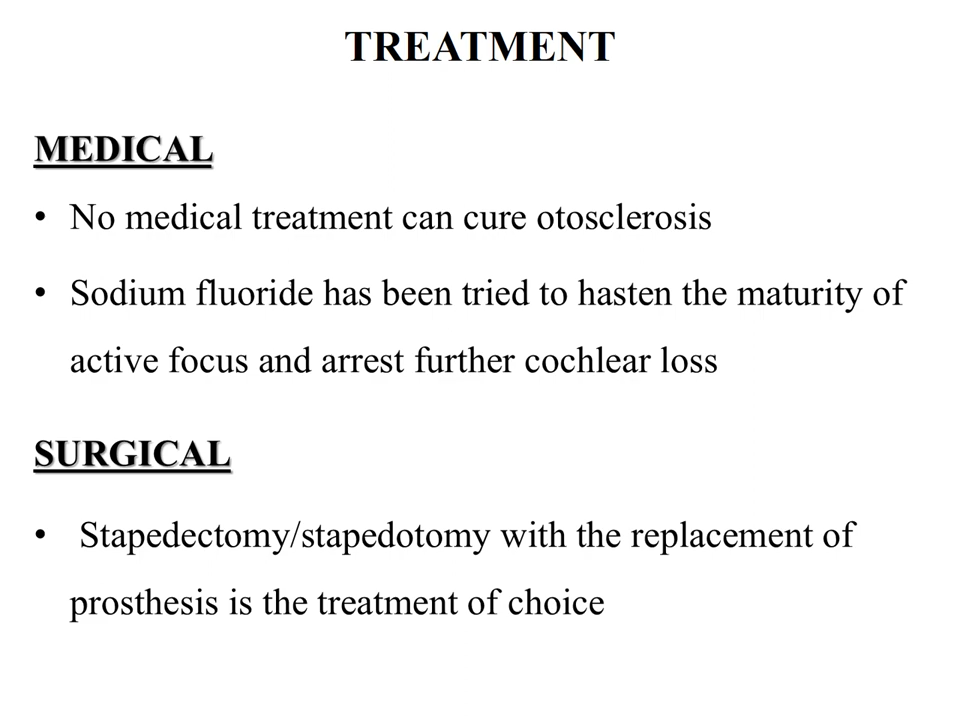 TREATMENT
MEDICAL
• No medical treatment can cure otosclerosis
• Sodium fluoride has been tried to hasten the maturity of
active focus and arrest further cochlear loss
SURGICAL
• Stapedectomy/stapedotomy with the replacement of
prosthesis is the treatment of choice